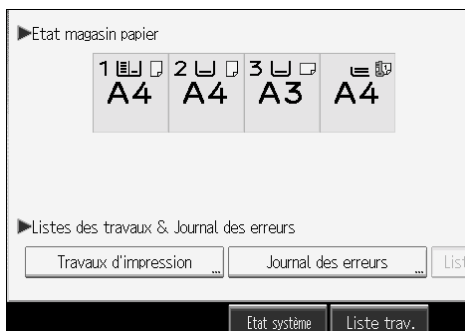 ►Etat magasin papier
1 2 3
A4 A4 A3 A4
►Listes des travaux & Journal des erreurs
Travaux d'impression ... Journal des erreurs ... List
Etat système Liste trav.